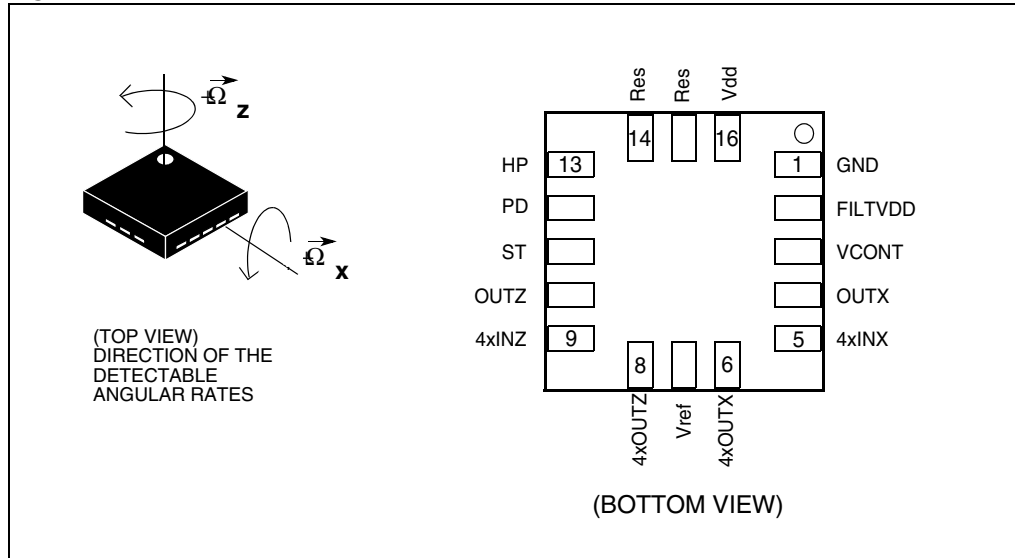 +Ω Z
+Ω X
(TOP VIEW)
DIRECTION OF THE
DETECTABLE
ANGULAR RATES
Res
Res
Vdd
14
16
HP
13
1
GND
PD
FILTVDD
ST
VCONT
OUTZ
OUTX
4xINZ
9
5
4xINX
8
6
4xOUTZ
Vref
4xOUTX
(BOTTOM VIEW)